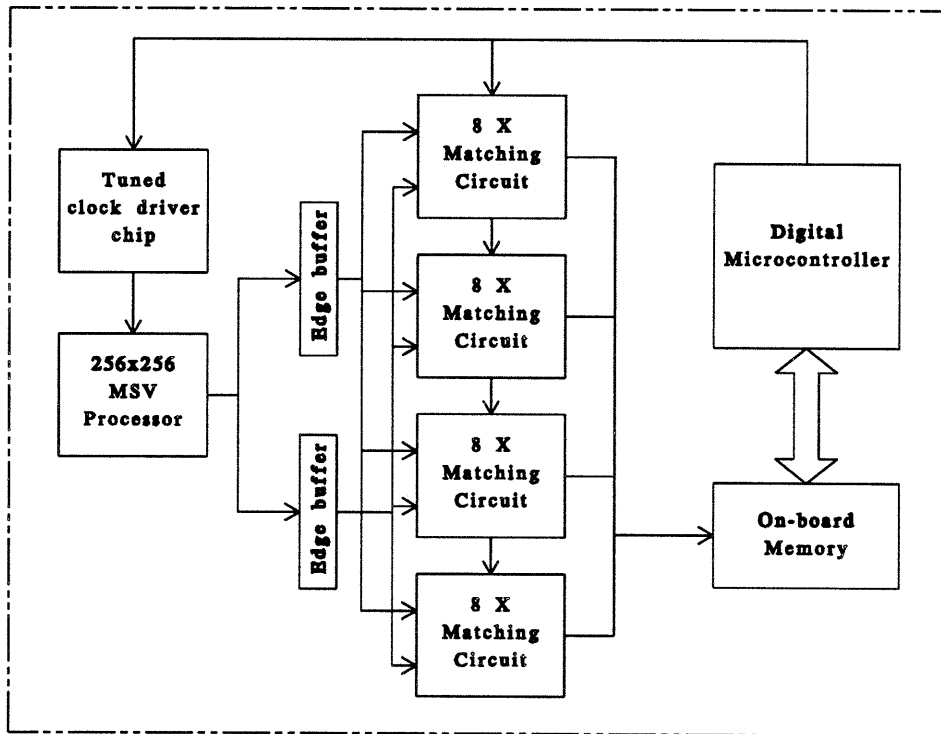 Tuned
clock driver
chip
256x256
MSV
Processor
Edge buffer
Edge buffer
8 X
Matching
Circuit
8 X
Matching
Circuit
8 X
Matching
Circuit
8 X
Matching
Circuit
Digital
Microcontroller
On-board
Memory